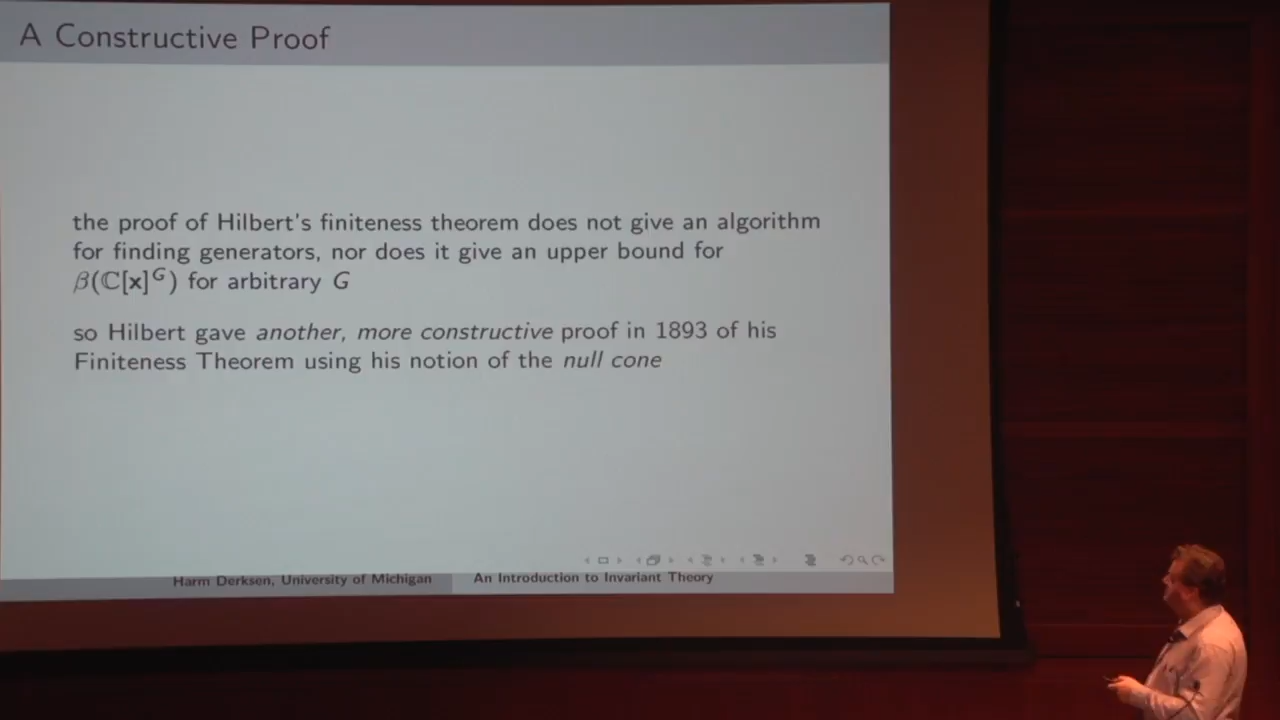 A Constructive Proof
the proof of Hilbert's finiteness theorem does not give an algorithm
for finding generators, nor does it give an upper bound for
β(ℂ[𝐱]ᴳ) for arbitrary G
so Hilbert gave another, more constructive proof in 1893 of his
Finiteness Theorem using his notion of the null cone
Harm Derksen, University of Michigan An Introduction to Invariant Theory